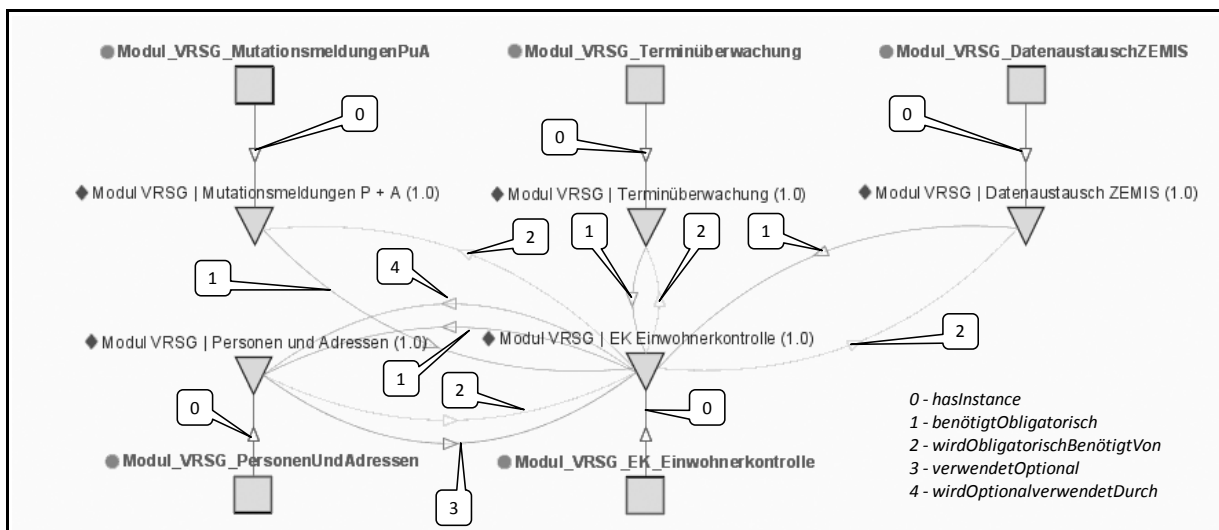 Modul_VRSG_MutationsmeldungenPuA
Modul_VRSG_Terminüberwachung
Modul_VRSG_DatenaustauschZEMIS
0
0
0
Modul VRSG | Mutationsmeldungen P + A (1.0)
Modul VRSG | Terminüberwachung (1.0)
Modul VRSG | Datenaustausch ZEMIS (1.0)
2
1
2
1
4
1
Modul VRSG | Personen und Adressen (1.0)
Modul VRSG | EK Einwohnerkontrolle (1.0)
2
1
2
0
0
0 - hasInstance
1 - benötigtObligatorisch
2 - wirdObligatorischBenötigtVon
3 - verwendetOptional
4 - wirdOptionalverwendetDurch
Modul_VRSG_PersonenUndAdressen
Modul_VRSG_EK_Einwohnerkontrolle
3